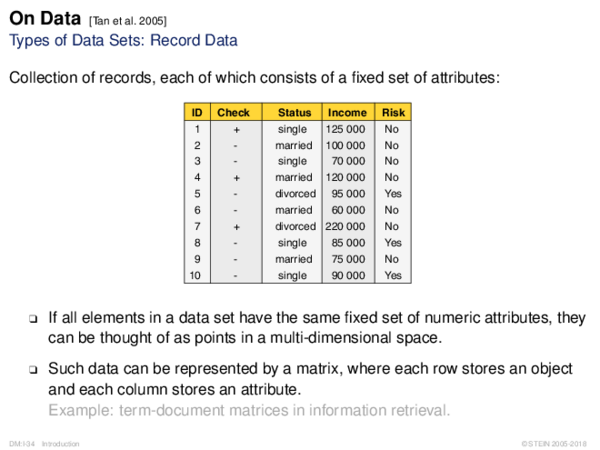 On Data [Tan et al. 2005]
Types of Data Sets: Record Data
Collection of records, each of which consists of a fixed set of attributes:
ID Check Status Income Risk
1 + single 125 000 No
2 - married 100 000 No
3 - single 70 000 No
4 + married 120 000 No
5 - divorced 95 000 Yes
6 - married 60 000 No
7 + divorced 220 000 No
8 - single 85 000 Yes
9 - married 75 000 No
10 - single 90 000 Yes
❑ If all elements in a data set have the same fixed set of numeric attributes, they
can be thought of as points in a multi-dimensional space.
❑ Such data can be represented by a matrix, where each row stores an object
and each column stores an attribute.
Example: term-document matrices in information retrieval.
DM:I-34 Introduction © STEIN 2005-2018